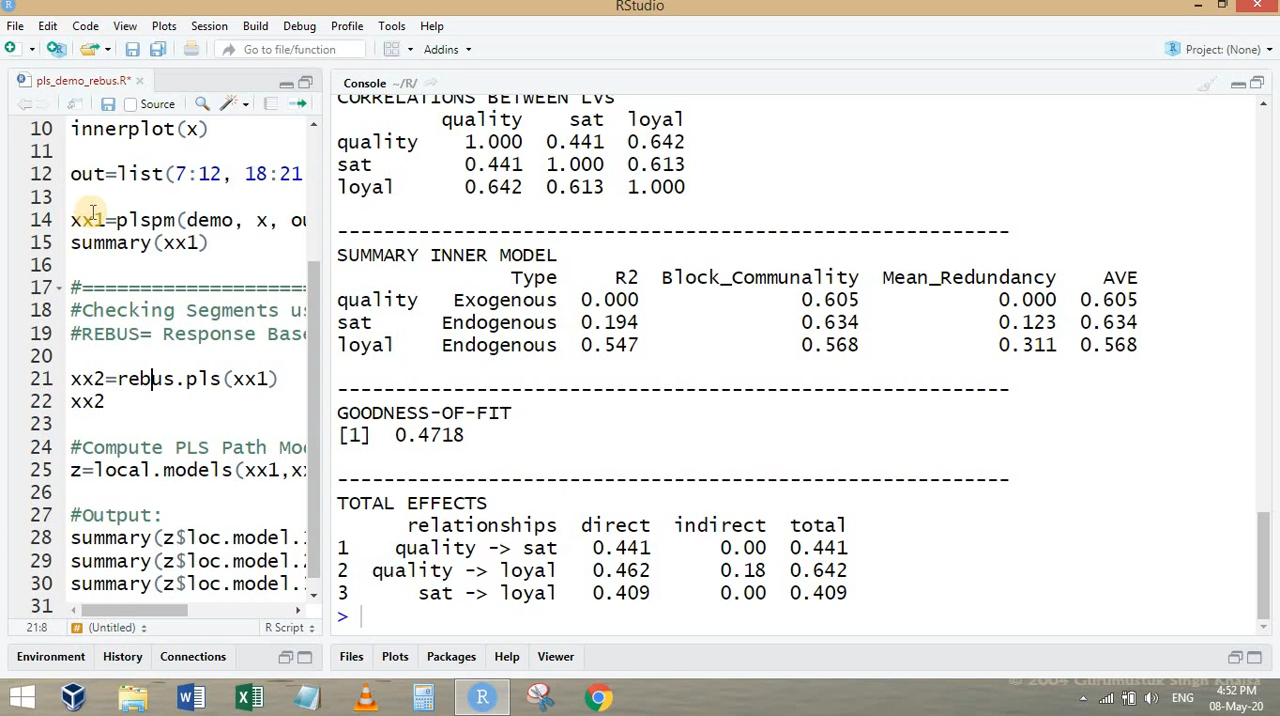 RStudio
File Edit Code View Plots Session Build Debug Profile Tools Help
Go to file/function Addins Project: (None)
pls_demo_rebus.R* Console ~/R/
Source
10 innerplot(x)
11
12 out=list(7:12, 18:21
13
14 xx1=plspm(demo, x, ou
15 summary(xx1)
16
17 #====================
18 #Checking Segments us
19 #REBUS= Response Base
20
21 xx2=rebus.pls(xx1)
22 xx2
23
24 #Compute PLS Path Mo
25 z=local.models(xx1,x
26
27 #Output:
28 summary(z$loc.model.
29 summary(z$loc.model.
30 summary(z$loc.model.
31
21:8 (Untitled) R Script
CORRELATIONS BETWEEN LVS
quality sat loyal
quality 1.000 0.441 0.642
sat 0.441 1.000 0.613
loyal 0.642 0.613 1.000
----------------------------------------------------------
SUMMARY INNER MODEL
Type R2 Block_Communality Mean_Redundancy AVE
quality Exogenous 0.000 0.605 0.000 0.605
sat Endogenous 0.194 0.634 0.123 0.634
loyal Endogenous 0.547 0.568 0.311 0.568
----------------------------------------------------------
GOODNESS-OF-FIT
[1] 0.4718
----------------------------------------------------------
TOTAL EFFECTS
relationships direct indirect total
1 quality -> sat 0.441 0.00 0.441
2 quality -> loyal 0.462 0.18 0.642
3 sat -> loyal 0.409 0.00 0.409
>
Environment History Connections Files Plots Packages Help Viewer
© 2004 Gurumustuk Singh Khalsa
ENG 4:52 PM
08-May-20